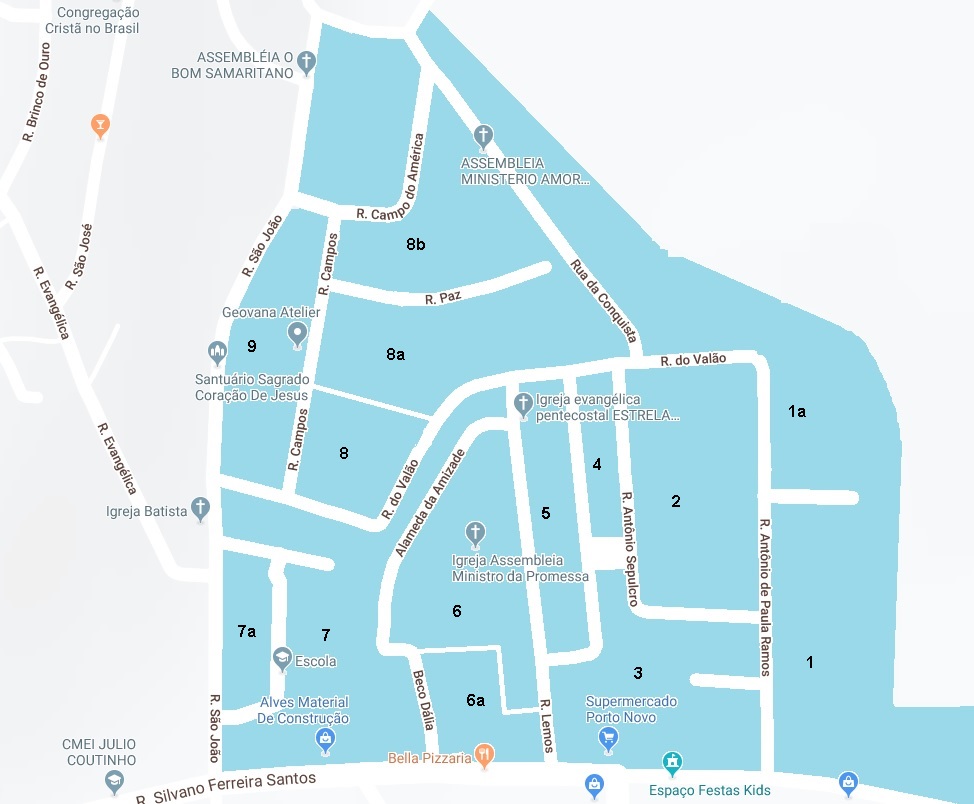 Congregação
Cristã no Brasil
ASSEMBLÉIA O
BOM SAMARITANO
R. Brinco de Ouro
ASSEMBLEIA
MINISTERIO AMOR...
R. Campo do América
R. São João
R. São José
R. Campos
8b
R. Evangélica
R. Paz
Rua da Conquista
Geovana Atelier
9
8a
R. do Valão
Santuário Sagrado
Coração De Jesus
Igreja evangélica
pentecostal ESTRELA...
1a
R. Campos
8
R. Evangélica
R. do Valão
Alameda da Amizade
4
2
5
Igreja Batista
R. Antônio Sepulcro
R. Antônio de Paula Ramos
Igreja Assembleia
Ministro da Promessa
6
7a
7
Escola
3
1
6a
Beco Dália
R. Lemos
R. São João
Alves Material
De Construção
Supermercado
Porto Novo
CMEI JULIO
COUTINHO
Bella Pizzaria
Espaço Festas Kids
R. Silvano Ferreira Santos